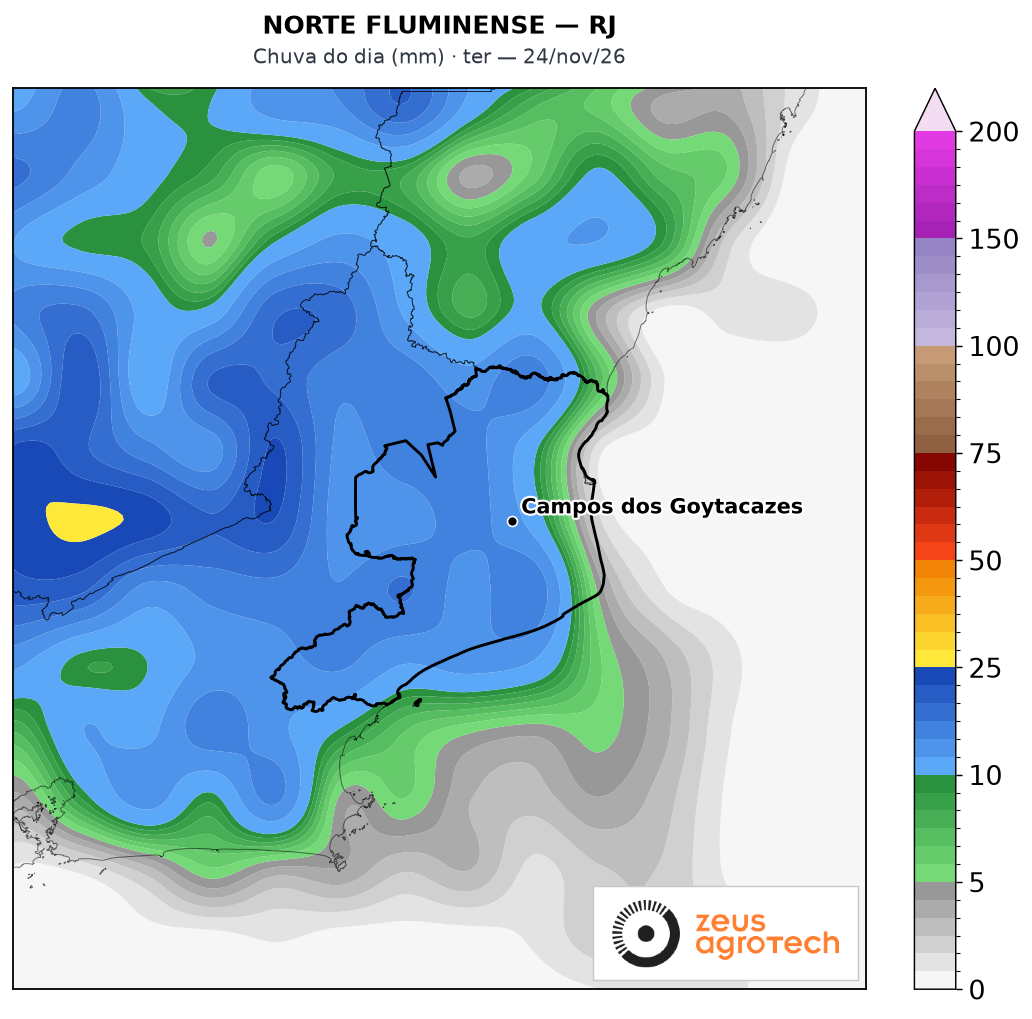 NORTE FLUMINENSE — RJ
Chuva do dia (mm) · ter — 24/nov/26
200
150
100
75
50
25
10
5
0
Campos dos Goytacazes
zeus
agrotech